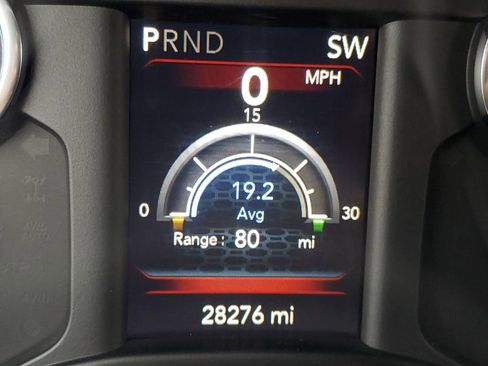 PRND SW
0 MPH
15
19.2
Avg
0 30
Range : 80 mi
28276 mi